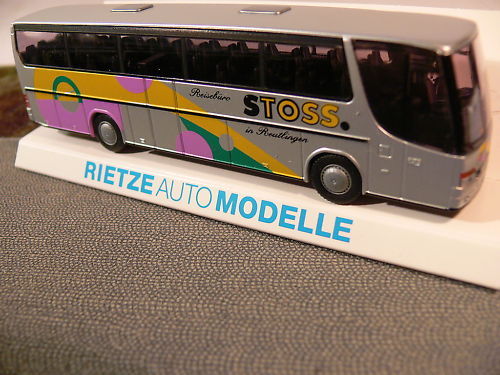 Reisebüro
STOSS.
in Reutlingen
RIETZE AUTO MODELLE